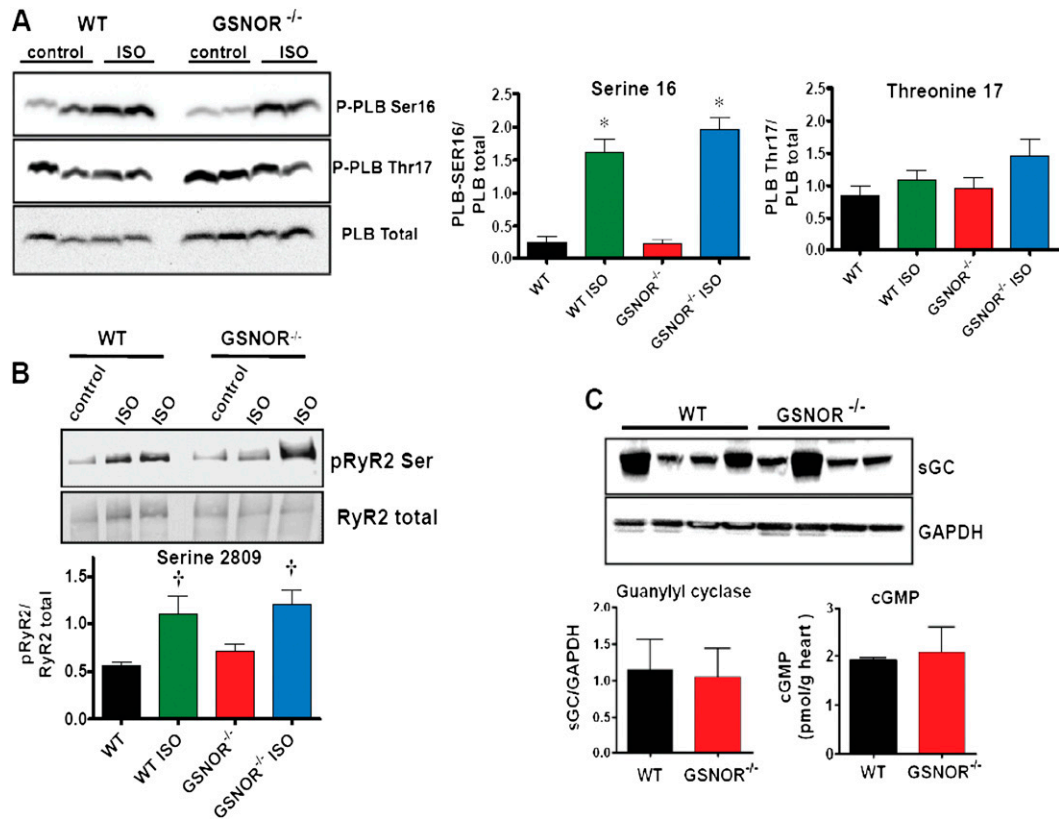 A
WT GSNOR -/-
control ISO control ISO
P-PLB Ser16
P-PLB Thr17
PLB Total
Serine 16
PLB-SER16/
PLB total
2.5
2.0
1.5
1.0
0.5
0.0
* *
WT WT ISO GSNOR-/- GSNOR-/- ISO
Threonine 17
PLB Thr17/
PLB total
2.5
2.0
1.5
1.0
0.5
0.0
WT WT ISO GSNOR-/- GSNOR-/- ISO
B
WT GSNOR-/-
control ISO ISO control ISO ISO
pRyR2 Ser
RyR2 total
Serine 2809
† †
pRyR2/
RyR2 total
1.5
1.0
0.5
0.0
WT WT ISO GSNOR-/- GSNOR-/- ISO
C
WT GSNOR -/-
sGC
GAPDH
Guanylyl cyclase
sGC/GAPDH
2.0
1.5
1.0
0.5
0.0
WT GSNOR-/-
cGMP
cGMP
(pmol/g heart )
3
2
1
0
WT GSNOR-/-